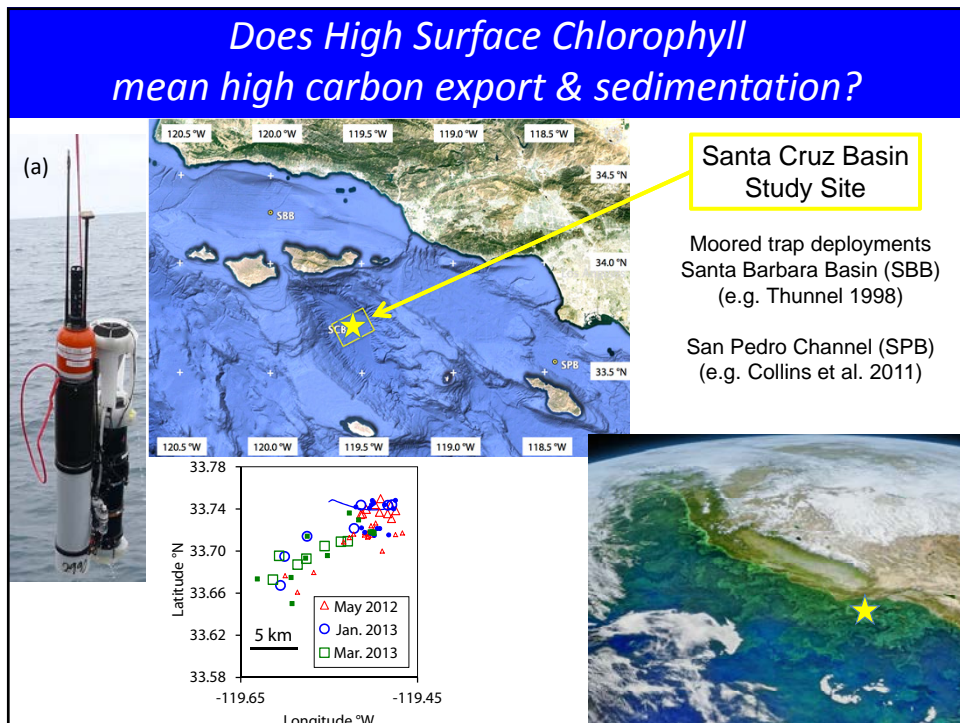 Does High Surface Chlorophyll
mean high carbon export & sedimentation?
(a)
120.5 °W
120.0 °W
119.5 °W
119.0 °W
118.5 °W
34.5 °N
SBB
34.0 °N
SCB
SPB
33.5 °N
120.5 °W
120.0 °W
119.5 °W
119.0 °W
118.5 °W
Santa Cruz Basin
Study Site
Moored trap deployments
Santa Barbara Basin (SBB)
(e.g. Thunnel 1998)
San Pedro Channel (SPB)
(e.g. Collins et al. 2011)
33.78
33.74
33.70
33.66
33.62
33.58
Latitude °N
5 km
May 2012
Jan. 2013
Mar. 2013
-119.65
-119.45
Longitude °W